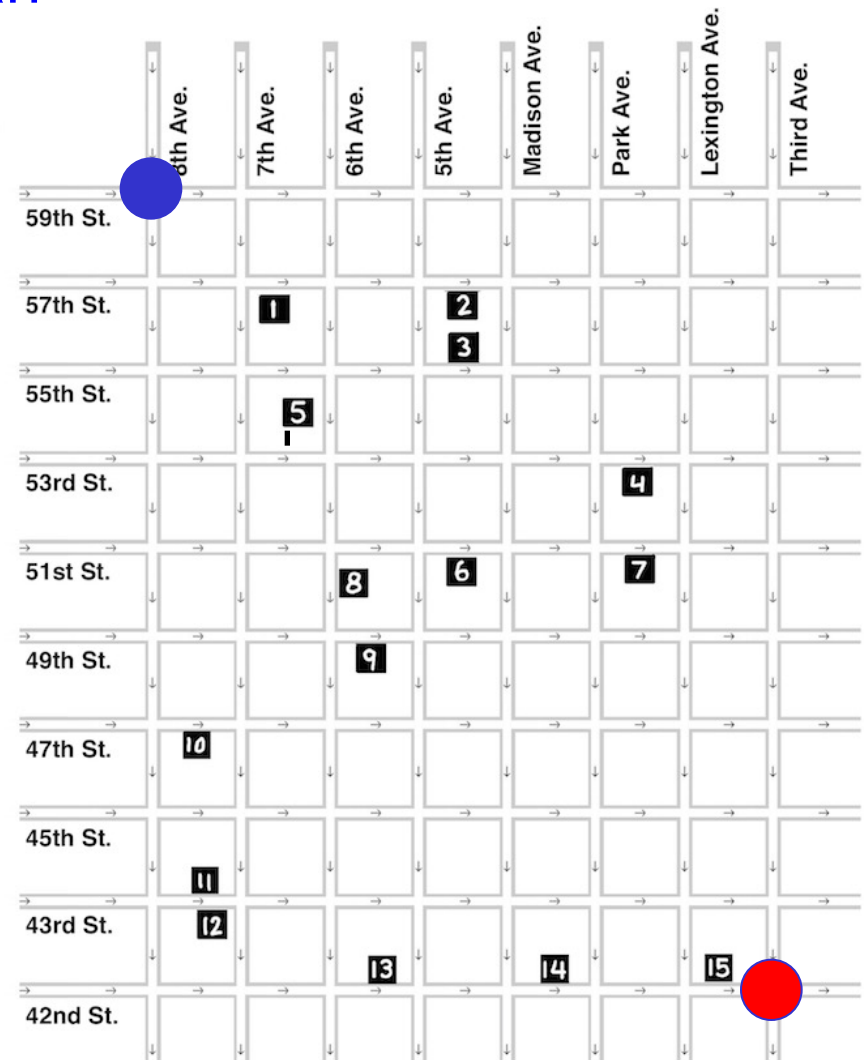 8th Ave.
7th Ave.
6th Ave.
5th Ave.
Madison Ave.
Park Ave.
Lexington Ave.
Third Ave.
59th St.
57th St.
1
2
3
55th St.
5
53rd St.
4
51st St.
8
6
7
49th St.
9
47th St.
10
45th St.
11
43rd St.
12
13
14
15
42nd St.